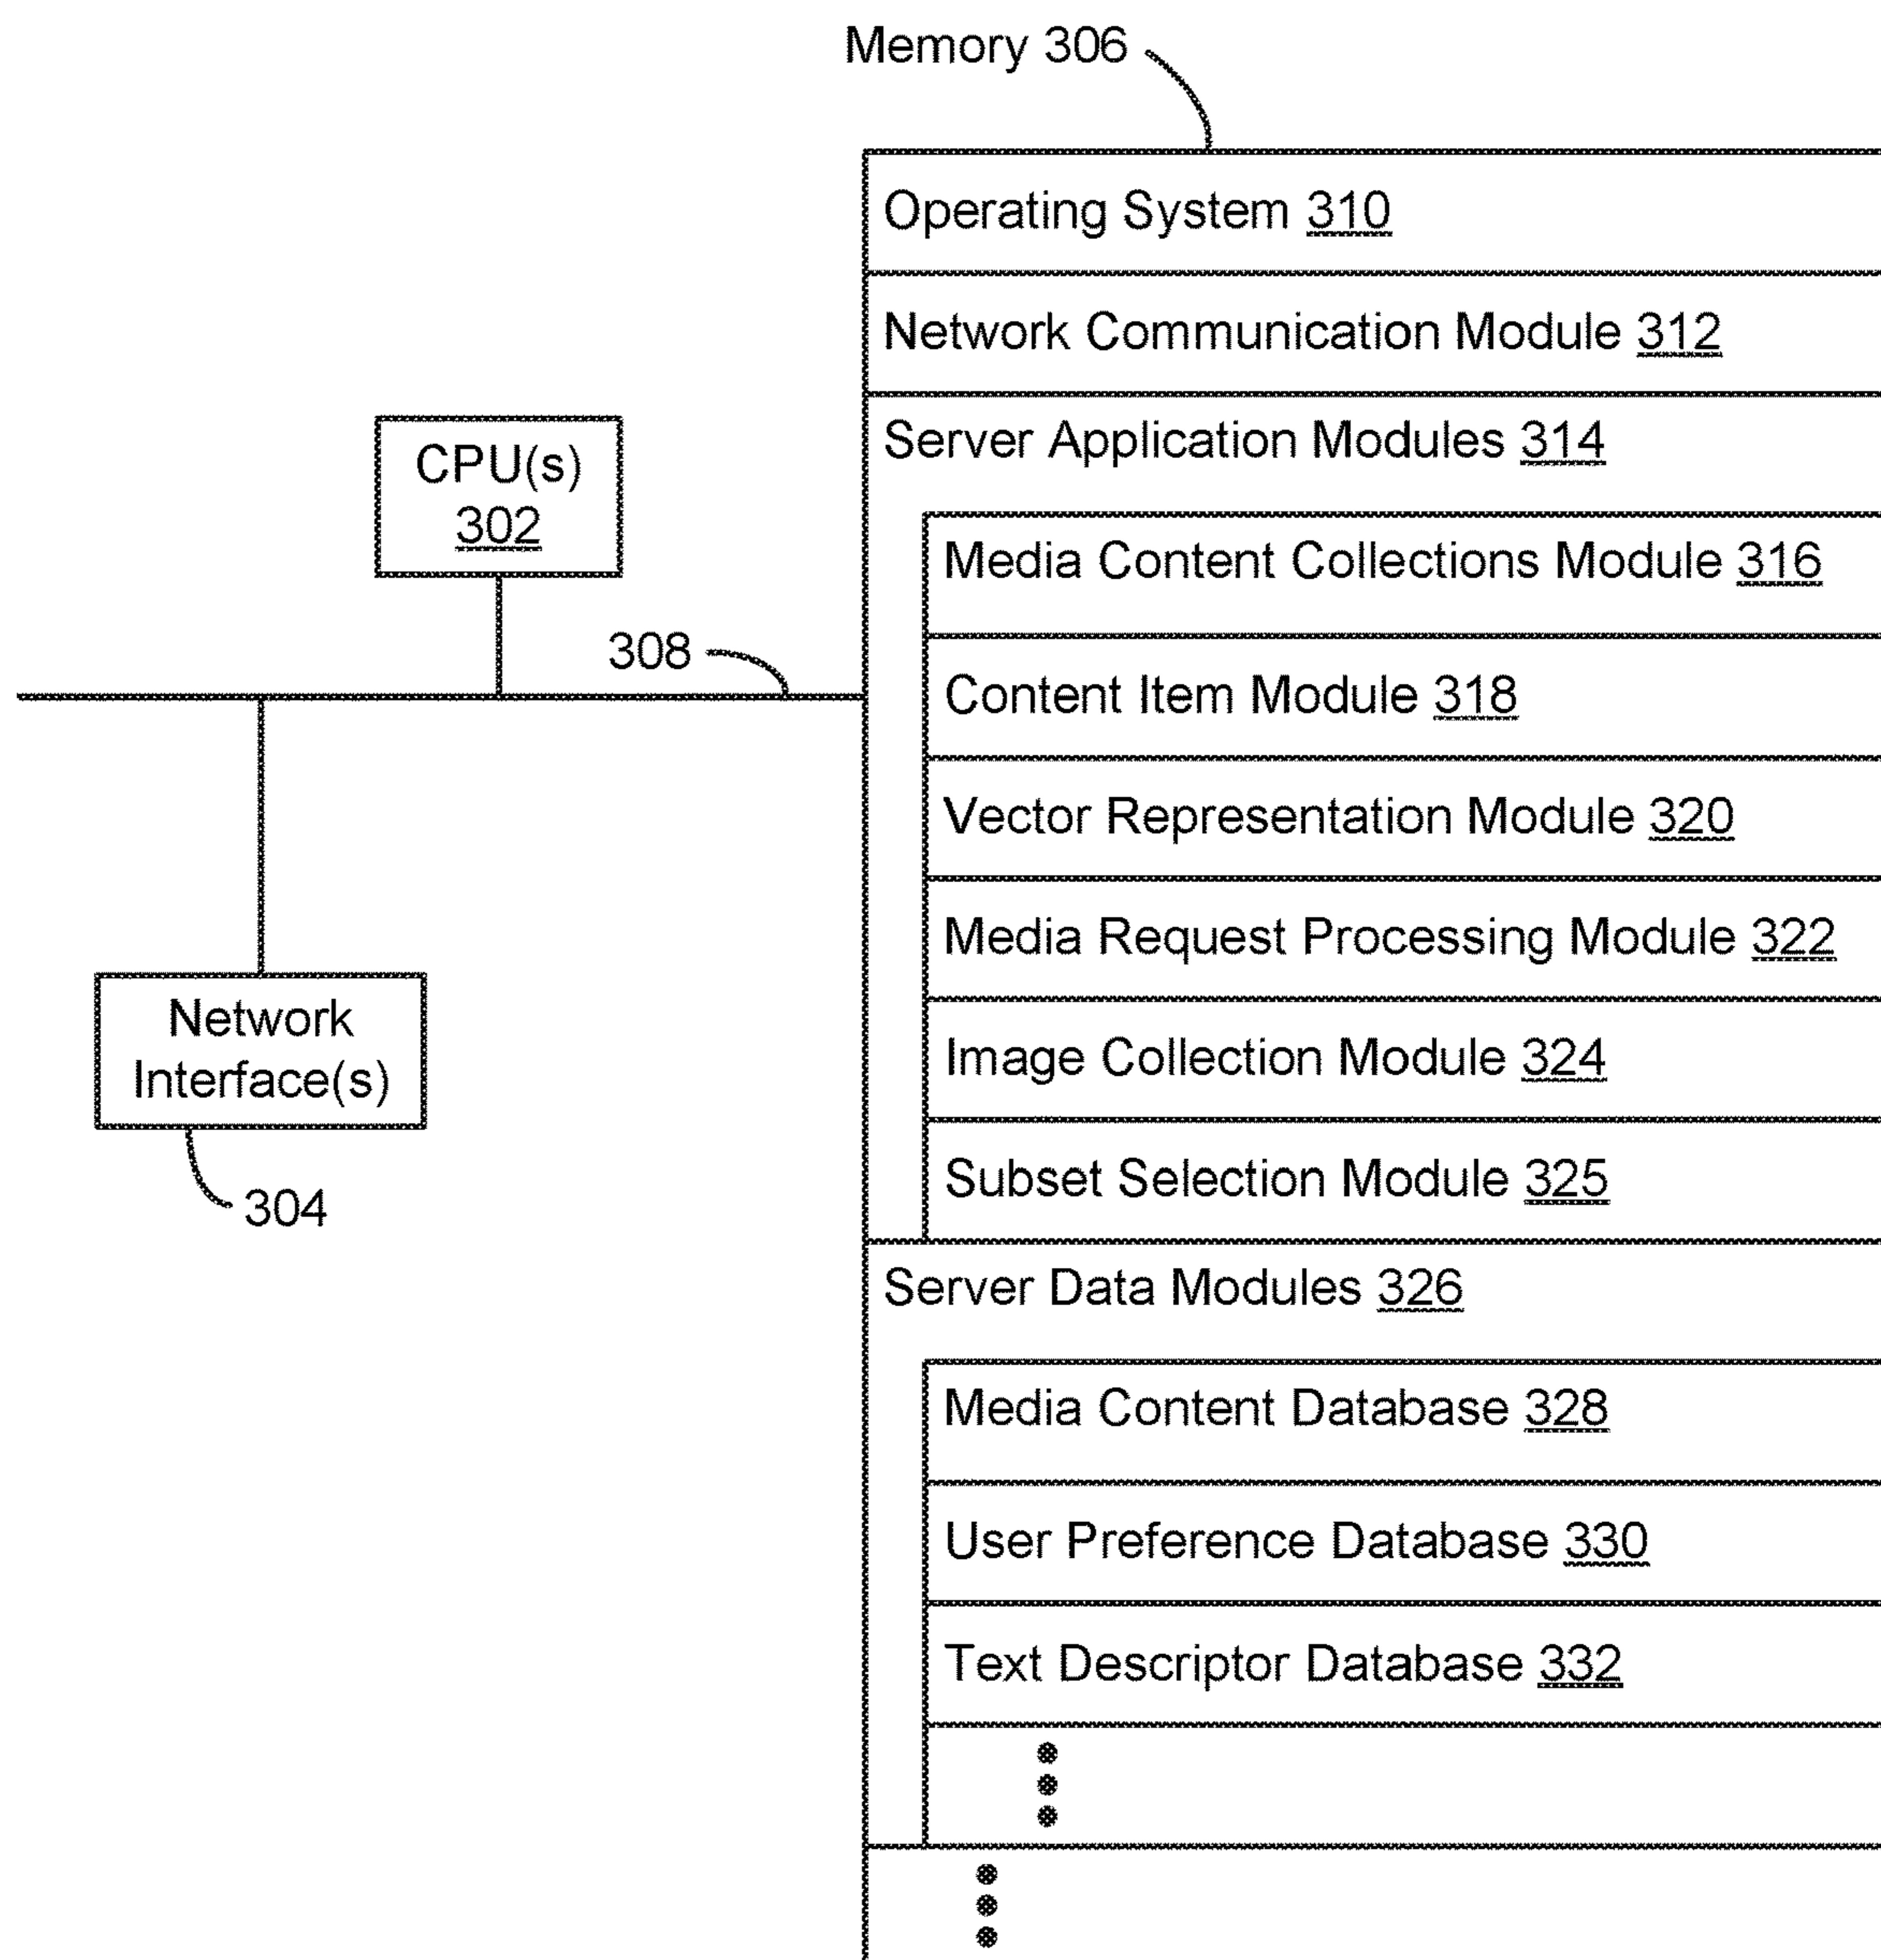 Memory 306
Operating System 310
Network Communication Module 312
Server Application Modules 314
CPU(s)
302
Media Content Collections Module 316
308
Content Item Module 318
Vector Representation Module 320
Media Request Processing Module 322
Network
Interface(s)
304
Image Collection Module 324
Subset Selection Module 325
Server Data Modules 326
Media Content Database 328
User Preference Database 330
Text Descriptor Database 332